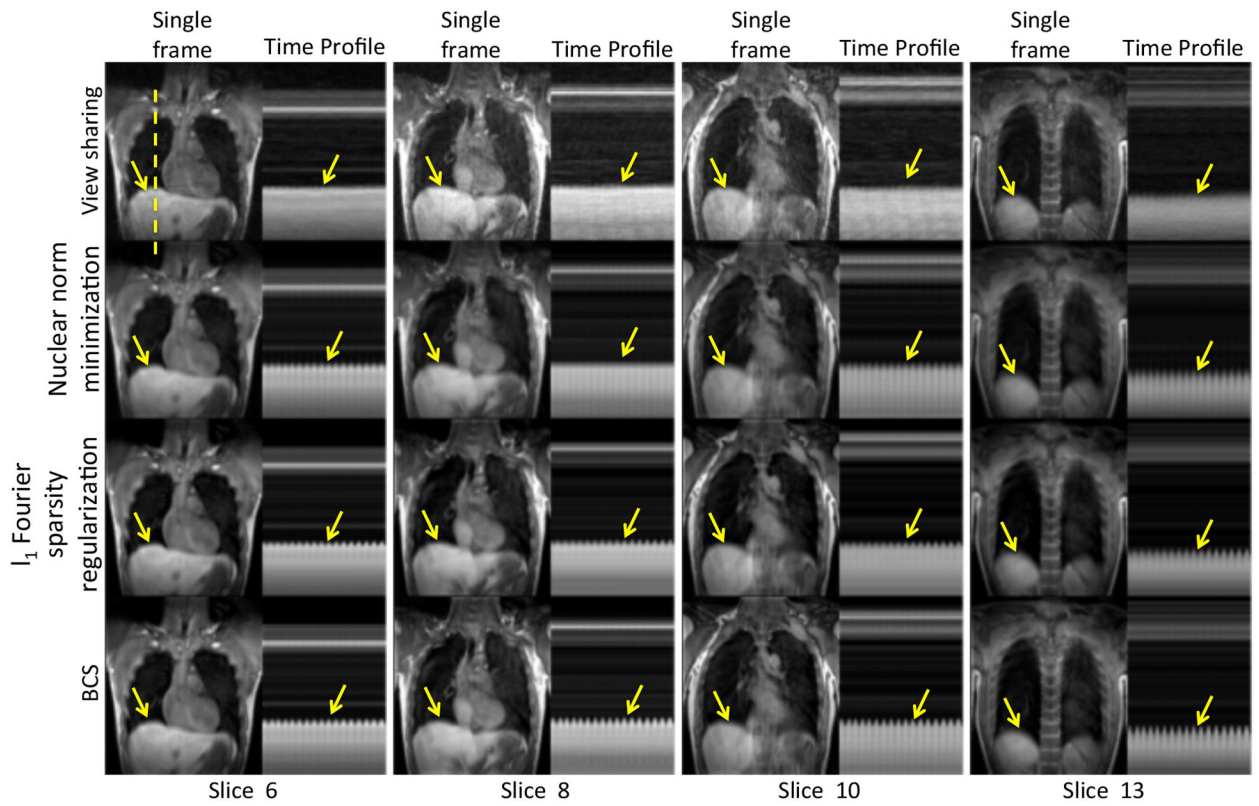 Single
frame
Time Profile
Single
frame
Time Profile
Single
frame
Time Profile
Single
frame
Time Profile
View sharing
Nuclear norm
minimization
l1 Fourier
sparsity
regularization
BCS
Slice 6
Slice 8
Slice 10
Slice 13